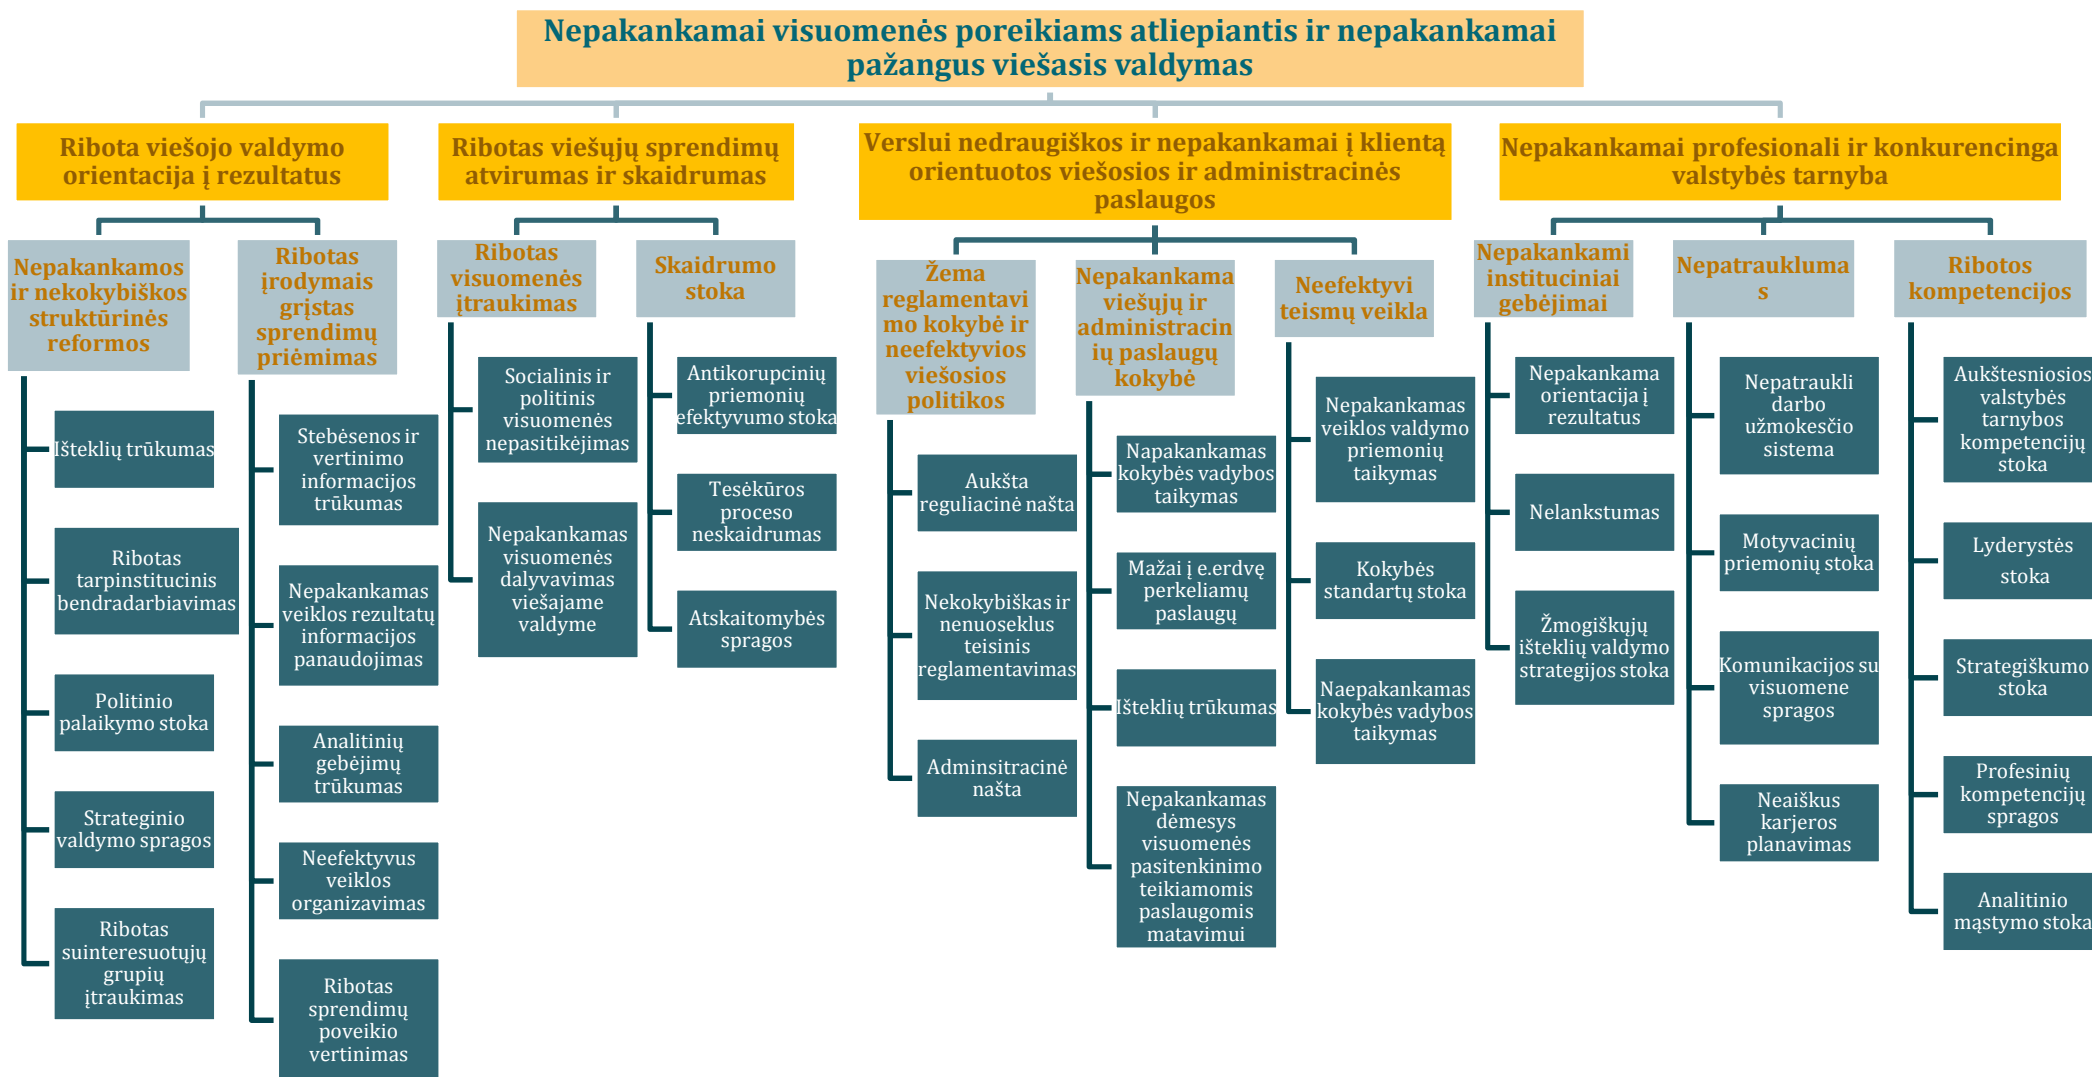 Nepakankamai visuomenės poreikiams atliepiantis ir nepakankamai
pažangus viešasis valdymas
Ribota viešojo valdymo
orientacija į rezultatus
Nepakankamos
ir nekokybiškos
struktūrinės
reformos
Išteklių trūkumas
Ribotas
tarpinstitucinis
bendradarbiavimas
Politinio
palaikymo stoka
Strateginio
valdymo spragos
Ribotas
suinteresuotųjų
grupių
įtraukimas
Ribotas
įrodymais
grįstas
sprendimų
priėmimas
Stebėsenos ir
vertinimo
informacijos
trūkumas
Nepakankamas
veiklos rezultatų
informacijos
panaudojimas
Analitinių
gebėjimų
trūkumas
Neefektyvus
veiklos
organizavimas
Ribotas
sprendimų
poveikio
vertinimas
Ribotas viešųjų sprendimų
atvirumas ir skaidrumas
Ribotas
visuomenės
įtraukimas
Socialinis ir
politinis
visuomenės
nepasitikėjimas
Nepakankamas
visuomenės
dalyvavimas
viešajame
valdyme
Skaidrumo
stoka
Antikorupcinių
priemonių
efektyvumo stoka
Tesėkūros
proceso
neskaidrumas
Atskaitomybės
spragos
Verslui nedraugiškos ir nepakankamai į klientą
orientuotos viešosios ir administracinės
paslaugos
Žema
reglamentavi
mo kokybė ir
neefektyvios
viešosios
politikos
Aukšta
reguliacinė našta
Nekokybiškas ir
nenuoseklus
teisinis
reglamentavimas
Adminsitracinė
našta
Nepakankama
viešųjų ir
administracin
ių paslaugų
kokybė
Napakankamas
kokybės vadybos
taikymas
Mažai į e.erdvę
perkeliamų
paslaugų
Išteklių trūkumas
Nepakankamas
dėmesys
visuomenės
pasitenkinimo
teikiamomis
paslaugomis
matavimui
Neefektyvi
teismų veikla
Nepakankamas
veiklos valdymo
priemonių
taikymas
Kokybės
standartų stoka
Naepakankamas
kokybės vadybos
taikymas
Nepakankamai profesionali ir konkurencinga
valstybės tarnyba
Nepakankami
instituciniai
gebėjimai
Nepakankama
orientacija į
rezultatus
Nelankstumas
Žmogiškųjų
išteklių valdymo
strategijos stoka
Nepatraukluma
s
Nepatraukli
darbo
užmokesčio
sistema
Motyvacinių
priemonių stoka
Komunikacijos su
visuomene
spragos
Neaiškus
karjeros
planavimas
Ribotos
kompetencijos
Aukštesniosios
valstybės
tarnybos
kompetencijų
stoka
Lyderystės
stoka
Strategiškumo
stoka
Profesinių
kompetencijų
spragos
Analitinio
mąstymo stoka